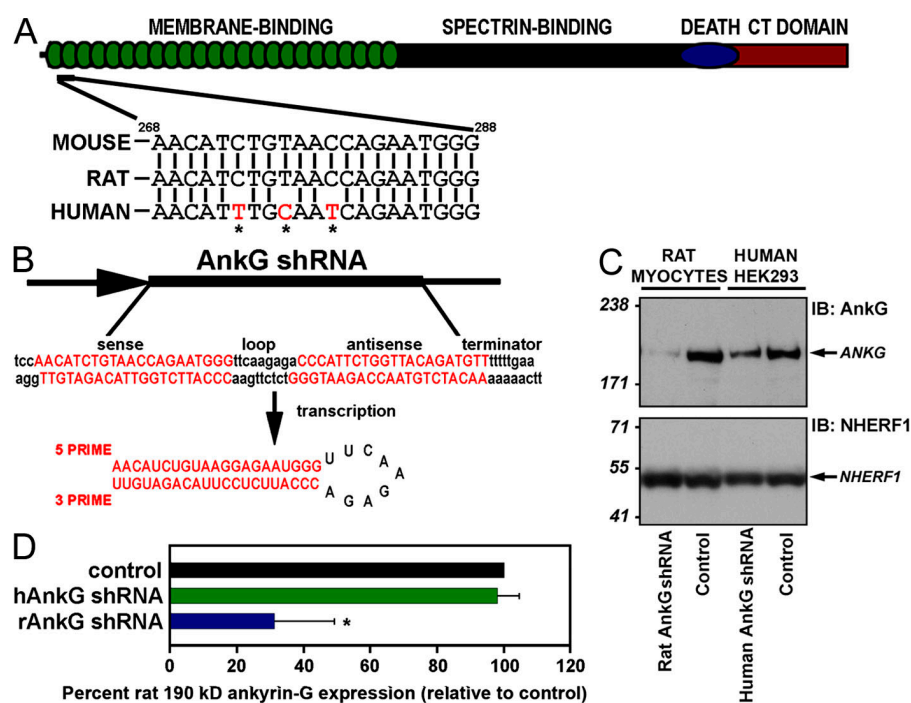 A
MEMBRANE-BINDING SPECTRIN-BINDING DEATH CT DOMAIN
268 288
MOUSE AACATCTGTAACCAGAATGGG
RAT AACATCTGTAACCAGAATGGG
HUMAN AACATTTGCAATCAGAATGGG
* * *
B
AnkG shRNA
sense loop antisense terminator
tccAACATCTGTAACCAGAATGGGttcaagagaCCCATTCTGGTTACAGATGTTtttttgaa
aggTTGTAGACATTGGTCTTACCCaagttctctGGGTAAGACCAATGTCTACAAaaaaactt
transcription
5 PRIME
AACAUCUGUAAGGAGAAUGGG UUCAAGAGA
UUGUAGACAUUCCUCUUACCC
3 PRIME
C
RAT MYOCYTES
HUMAN HEK293
238
IB: AnkG
ANKG
171
71
IB: NHERF1
55
NHERF1
41
Rat AnkG shRNA
Control
Human AnkG shRNA
Control
D
control
hAnkG shRNA
rAnkG shRNA
*
0 20 40 60 80 100 120
Percent rat 190 kD ankyrin-G expression (relative to control)